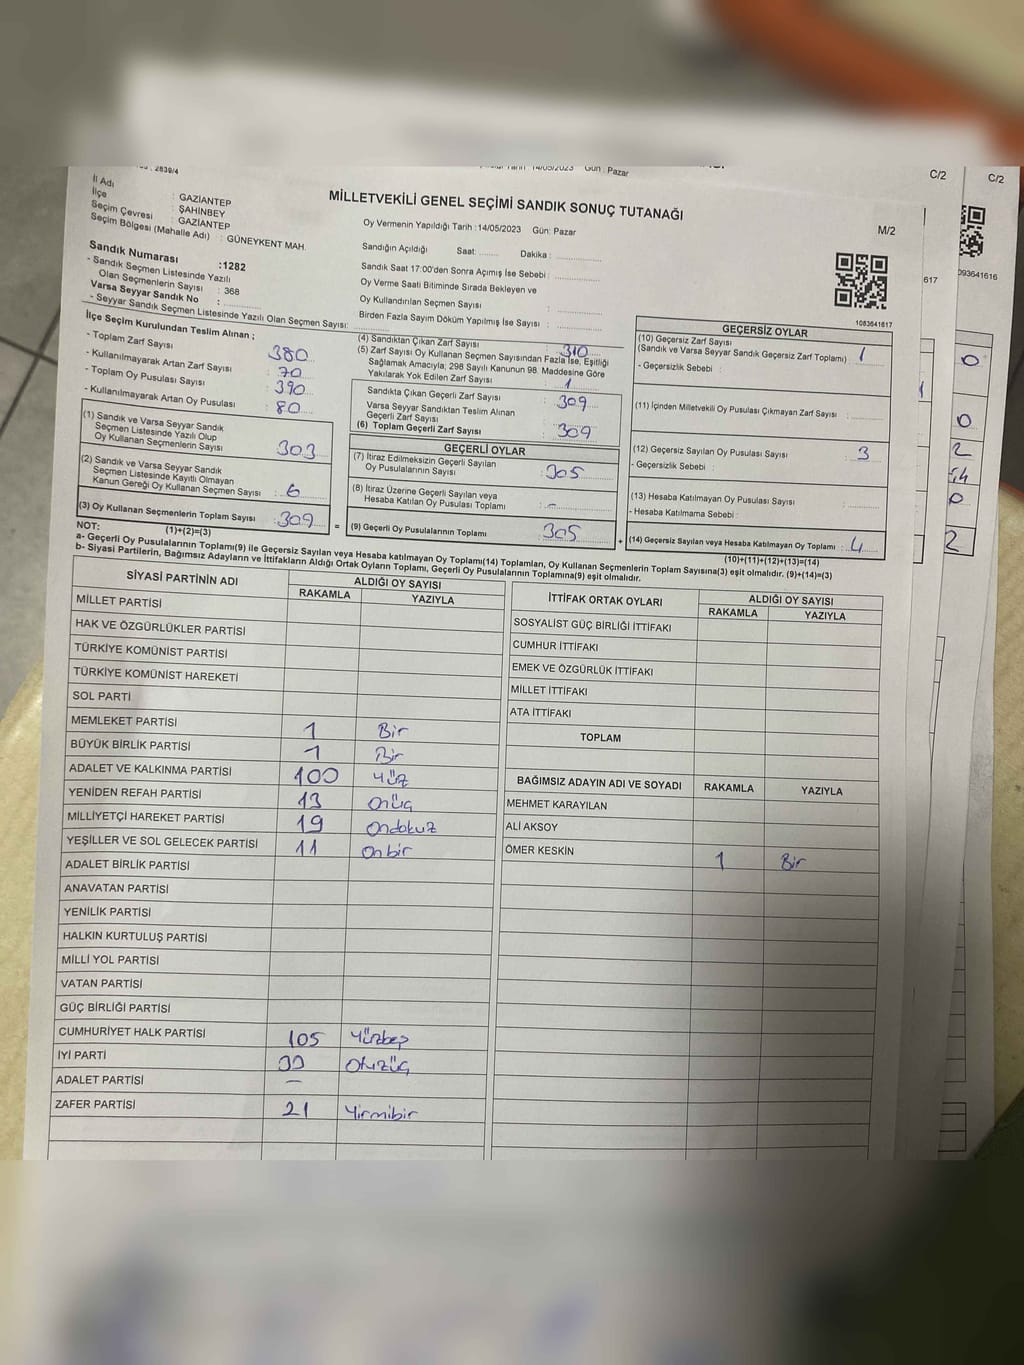 : 2839/4
14/05/2023 Gün : Pazar
C/2
C/2
İl Adı : GAZİANTEP
İlçe : ŞAHİNBEY
Seçim Çevresi : GAZİANTEP
Seçim Bölgesi (Mahalle Adı) : GÜNEYKENT MAH.
MİLLETVEKİLİ GENEL SEÇİMİ SANDIK SONUÇ TUTANAĞI
M/2
Oy Vermenin Yapıldığı Tarih :14/05/2023 Gün: Pazar
Sandık Numarası :1282
- Sandık Seçmen Listesinde Yazılı
Olan Seçmenlerin Sayısı : 368
Varsa Seyyar Sandık No :
- Seyyar Sandık Seçmen Listesinde Yazılı Olan Seçmen Sayısı:
Sandığın Açıldığı Saat: Dakika :
Sandık Saat 17:00'den Sonra Açımış İse Sebebi :
Oy Verme Saati Bitiminde Sırada Bekleyen ve
Oy Kullandırılan Seçmen Sayısı :
Birden Fazla Sayım Döküm Yapılmış İse Sayısı :
1083641617
617
093641616
İlçe Seçim Kurulundan Teslim Alınan ;
- Toplam Zarf Sayısı : 380
- Kullanılmayarak Artan Zarf Sayısı : 70
- Toplam Oy Pusulası Sayısı : 390
- Kullanılmayarak Artan Oy Pusulası : 80
(1) Sandık ve Varsa Seyyar Sandık
Seçmen Listesinde Yazılı Olup
Oy Kullanan Seçmenlerin Sayısı : 303
(2) Sandık ve Varsa Seyyar Sandık
Seçmen Listesinde Kayıtlı Olmayan
Kanun Gereği Oy Kullanan Seçmen Sayısı : 6
(3) Oy Kullanan Seçmenlerin Toplam Sayısı : 309
(1)+(2)=(3)
(4) Sandıktan Çıkan Zarf Sayısı : 310
(5) Zarf Sayısı Oy Kullanan Seçmen Sayısından Fazla İse, Eşitliği
Sağlamak Amacıyla; 298 Sayılı Kanunun 98. Maddesine Göre
Yakılarak Yok Edilen Zarf Sayısı : 1
Sandıkta Çıkan Geçerli Zarf Sayısı : 309
Varsa Seyyar Sandıktan Teslim Alınan
Geçerli Zarf Sayısı :
(6) Toplam Geçerli Zarf Sayısı : 309
GEÇERLİ OYLAR
(7) İtiraz Edilmeksizin Geçerli Sayılan
Oy Pusulalarının Sayısı : 305
(8) İtiraz Üzerine Geçerli Sayılan veya
Hesaba Katılan Oy Pusulası Toplamı : -
= (9) Geçerli Oy Pusulalarının Toplamı : 305
GEÇERSİZ OYLAR
(10) Geçersiz Zarf Sayısı
(Sandık ve Varsa Seyyar Sandık Geçersiz Zarf Toplamı) : 1
- Geçersizlik Sebebi :
(11) İçinden Milletvekili Oy Pusulası Çıkmayan Zarf Sayısı :
(12) Geçersiz Sayılan Oy Pusulası Sayısı : 3
- Geçersizlik Sebebi :
(13) Hesaba Katılmayan Oy Pusulası Sayısı :
- Hesaba Katılmama Sebebi :
+ (14) Geçersiz Sayılan veya Hesaba Katılmayan Oy Toplamı : 4
(10)+(11)+(12)+(13)=(14)
NOT:
a- Geçerli Oy Pusulalarının Toplamı(9) ile Geçersiz Sayılan veya Hesaba katılmayan Oy Toplamı(14) Toplamları, Oy Kullanan Seçmenlerin Toplam Sayısına(3) eşit olmalıdır. (9)+(14)=(3)
b- Siyasi Partilerin, Bağımsız Adayların ve İttifakların Aldığı Ortak Oyların Toplamı, Geçerli Oy Pusulalarının Toplamına(9) eşit olmalıdır.
SİYASİ PARTİNİN ADI ALDIĞI OY SAYISI
RAKAMLA YAZIYLA
MİLLET PARTİSİ
HAK VE ÖZGÜRLÜKLER PARTİSİ
TÜRKİYE KOMÜNİST PARTİSİ
TÜRKİYE KOMÜNİST HAREKETİ
SOL PARTİ
MEMLEKET PARTİSİ 1 Bir
BÜYÜK BİRLİK PARTİSİ 1 Bir
ADALET VE KALKINMA PARTİSİ 100 Yüz
YENİDEN REFAH PARTİSİ 13 Onüç
MİLLİYETÇİ HAREKET PARTİSİ 19 Ondokuz
YEŞİLLER VE SOL GELECEK PARTİSİ 11 Onbir
ADALET BİRLİK PARTİSİ
ANAVATAN PARTİSİ
YENİLİK PARTİSİ
HALKIN KURTULUŞ PARTİSİ
MİLLİ YOL PARTİSİ
VATAN PARTİSİ
GÜÇ BİRLİĞİ PARTİSİ
CUMHURİYET HALK PARTİSİ 105 Yüzbeş
İYİ PARTİ 33 Otuzüç
ADALET PARTİSİ -
ZAFER PARTİSİ 21 Yirmibir
İTTİFAK ORTAK OYLARI ALDIĞI OY SAYISI
RAKAMLA YAZIYLA
SOSYALİST GÜÇ BİRLİĞİ İTTİFAKI
CUMHUR İTTİFAKI
EMEK VE ÖZGÜRLÜK İTTİFAKI
MİLLET İTTİFAKI
ATA İTTİFAKI
TOPLAM
BAĞIMSIZ ADAYIN ADI VE SOYADI RAKAMLA YAZIYLA
MEHMET KARAYILAN
ALİ AKSOY
ÖMER KESKİN 1 Bir
0
0
2
54
0
2